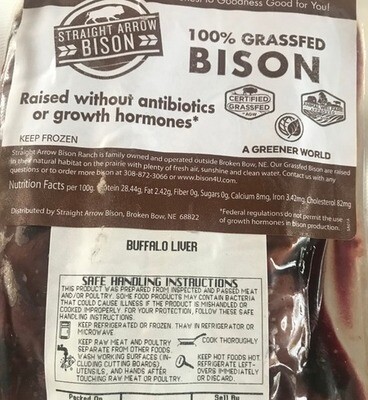 to Goodness Good for You!
STRAIGHT ARROW
BISON
100% GRASSFED
BISON
Raised without antibiotics
or growth hormones*
CERTIFIED
GRASSFED
AGW
KEEP FROZEN
A GREENER WORLD
Straight Arrow Bison Ranch is family owned and operated outside Broken Bow, NE. Our Grassfed Bison are raised
in their natural habitat on the prairie with plenty of fresh air, sunshine and clean water. Contact us with any
questions or to order more bison at 308-872-3066 or www.bison4U.com.
Nutrition Facts per 100g. Protein 28.44g, Fat 2.42g, Fiber 0g, Sugars 0g, Calcium 8mg, Iron 3.42mg, Cholesterol 82mg
*Federal regulations do not permit the use
of growth hormones in bison production.
Distributed by Straight Arrow Bison, Broken Bow, NE 68822
BUFFALO LIVER
SAFE HANDLING INSTRUCTIONS
THIS PRODUCT WAS PREPARED FROM INSPECTED AND PASSED MEAT
AND/OR POULTRY. SOME FOOD PRODUCTS MAY CONTAIN BACTERIA
THAT COULD CAUSE ILLNESS IF THE PRODUCT IS MISHANDLED OR
COOKED IMPROPERLY. FOR YOUR PROTECTION, FOLLOW THESE SAFE
HANDLING INSTRUCTIONS.
KEEP REFRIGERATED OR FROZEN. THAW IN REFRIGERATOR OR
MICROWAVE
KEEP RAW MEAT AND POULTRY
SEPARATE FROM OTHER FOODS.
WASH WORKING SURFACES (IN-
CLUDING CUTTING BOARDS),
UTENSILS, AND HANDS AFTER
TOUCHING RAW MEAT OR POULTRY.
COOK THOROUGHLY
KEEP HOT FOODS HOT.
REFRIGERATE LEFT-
OVERS IMMEDIATELY
OR DISCARD.
Packed On
Sell By